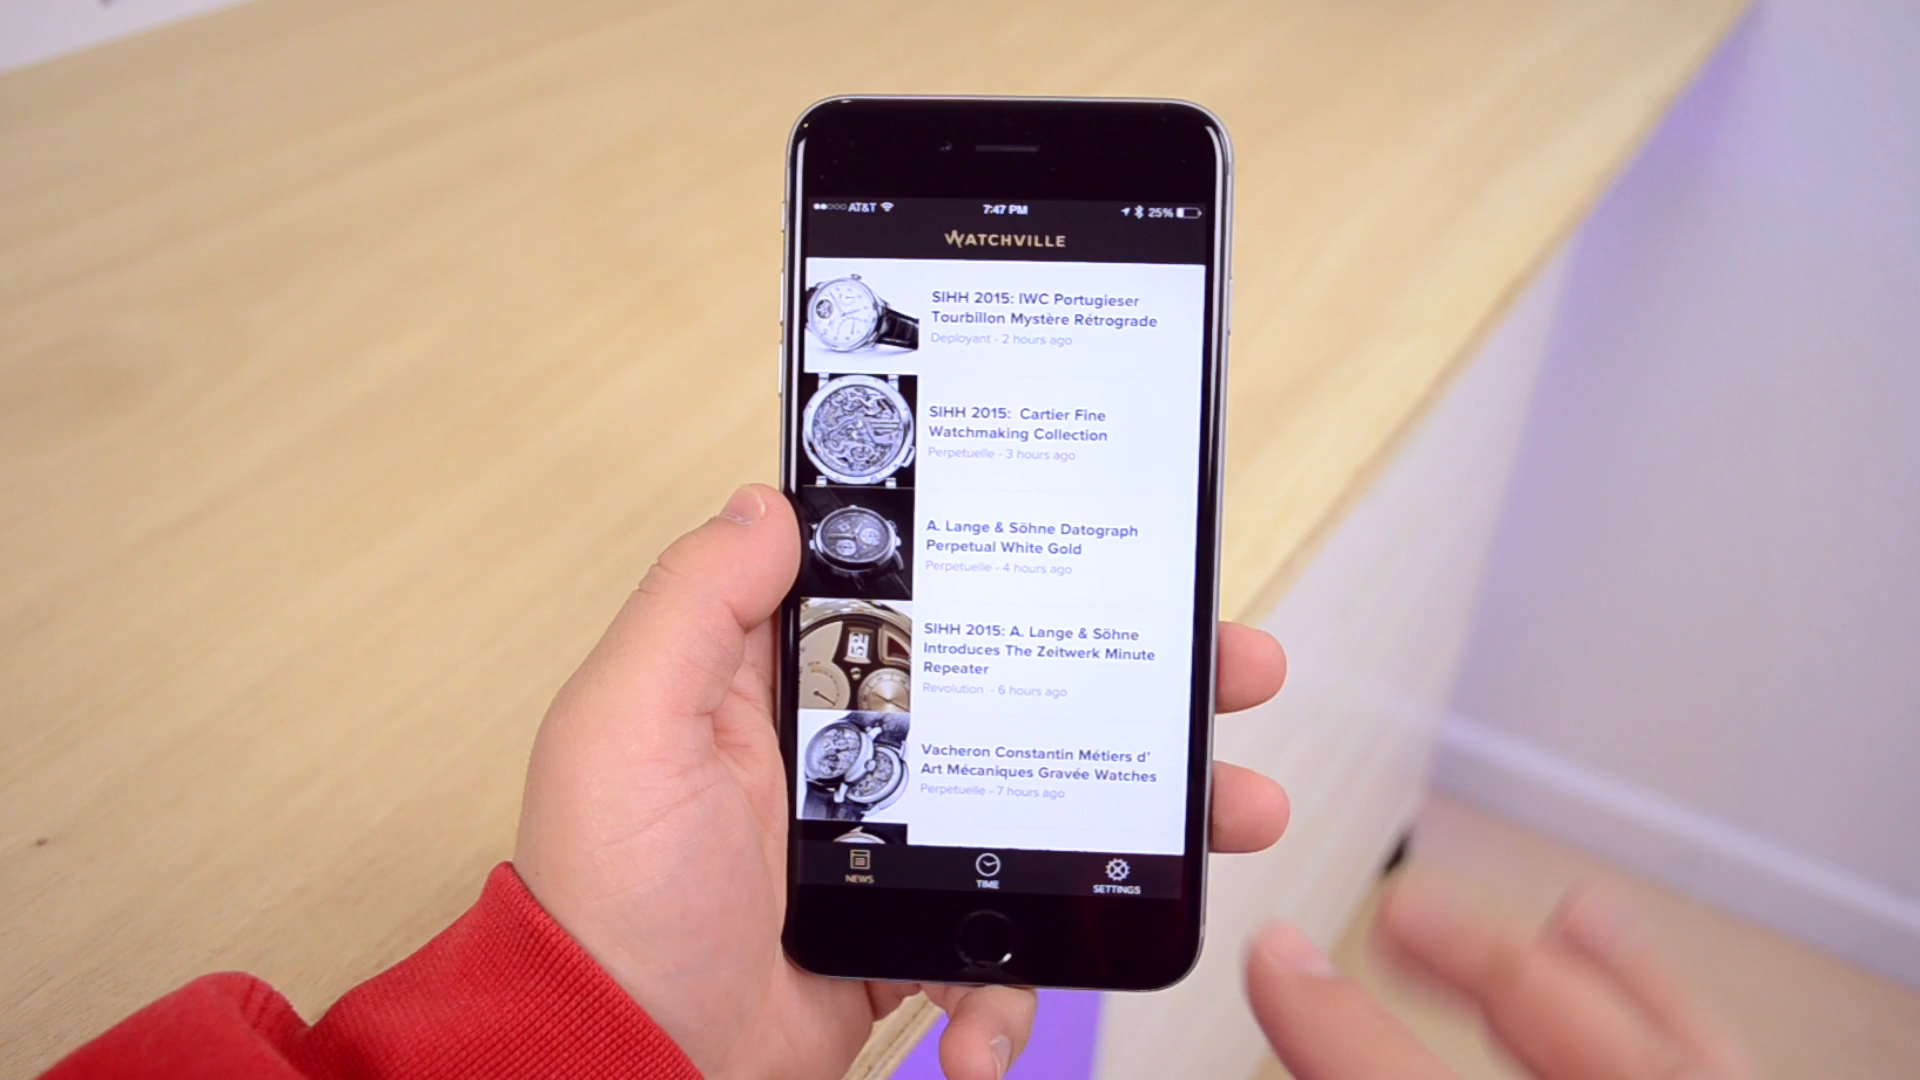 AT&T 7:47 PM 25%
WATCHVILLE
SIHH 2015: IWC Portugieser
Tourbillon Mystère Rétrograde
Deployant - 2 hours ago
SIHH 2015: Cartier Fine
Watchmaking Collection
Perpetuelle - 3 hours ago
A. Lange & Söhne Datograph
Perpetual White Gold
Perpetuelle - 4 hours ago
52
SIHH 2015: A. Lange & Söhne
Introduces The Zeitwerk Minute
Repeater
Revolution - 6 hours ago
Vacheron Constantin Métiers d'
Art Mécaniques Gravée Watches
Perpetuelle - 7 hours ago
NEWS TIME SETTINGS